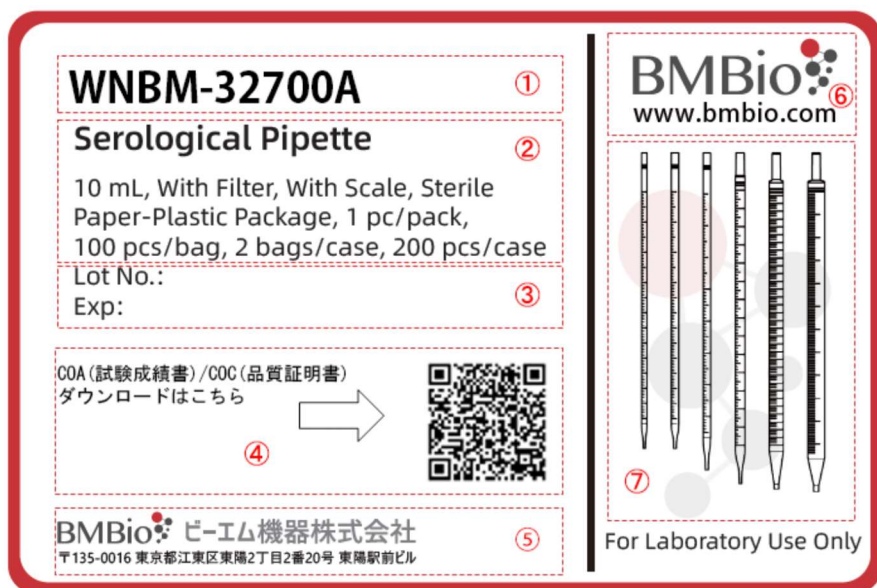 WNBM-32700A
①
Serological Pipette
②
10 mL, With Filter, With Scale, Sterile
Paper-Plastic Package, 1 pc/pack,
100 pcs/bag, 2 bags/case, 200 pcs/case
Lot No.:
③
Exp:
COA(試験成績書)/COC(品質証明書)
ダウンロードはこちら
④
BMBio ビーエム機器株式会社
〒135-0016 東京都江東区東陽2丁目2番20号 東陽駅前ビル
⑤
BMBio
⑥
www.bmbio.com
⑦
For Laboratory Use Only